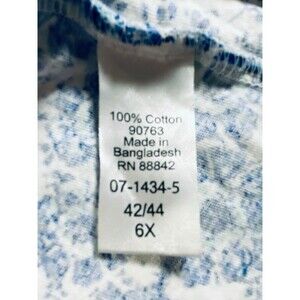 100% Cotton
90763
Made in
Bangladesh
RN 88842
07-1434-5
42/44
6X